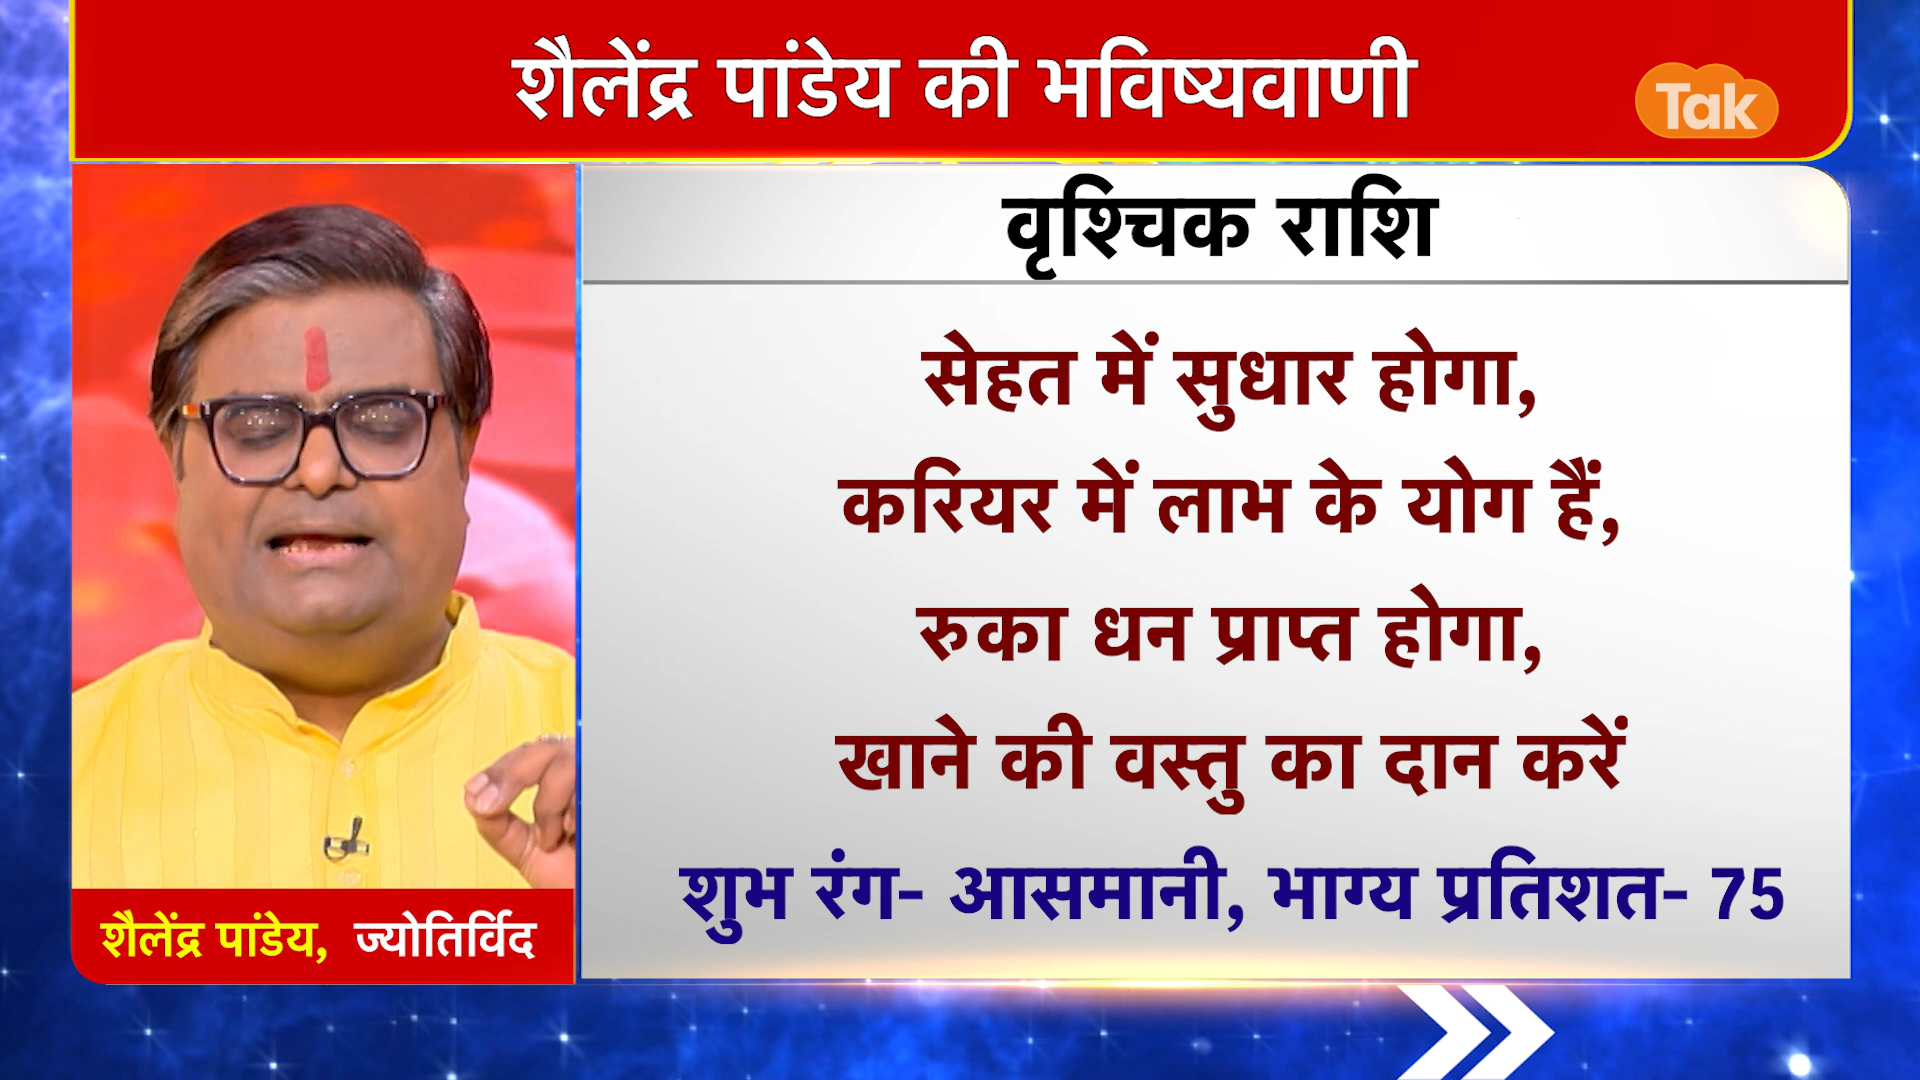 शैलेंद्र पांडेय की भविष्यवाणी
Tak
वृश्चिक राशि
सेहत में सुधार होगा,
करियर में लाभ के योग हैं,
रुका धन प्राप्त होगा,
खाने की वस्तु का दान करें
शुभ रंग- आसमानी, भाग्य प्रतिशत- 75
शैलेंद्र पांडेय, ज्योतिर्विद